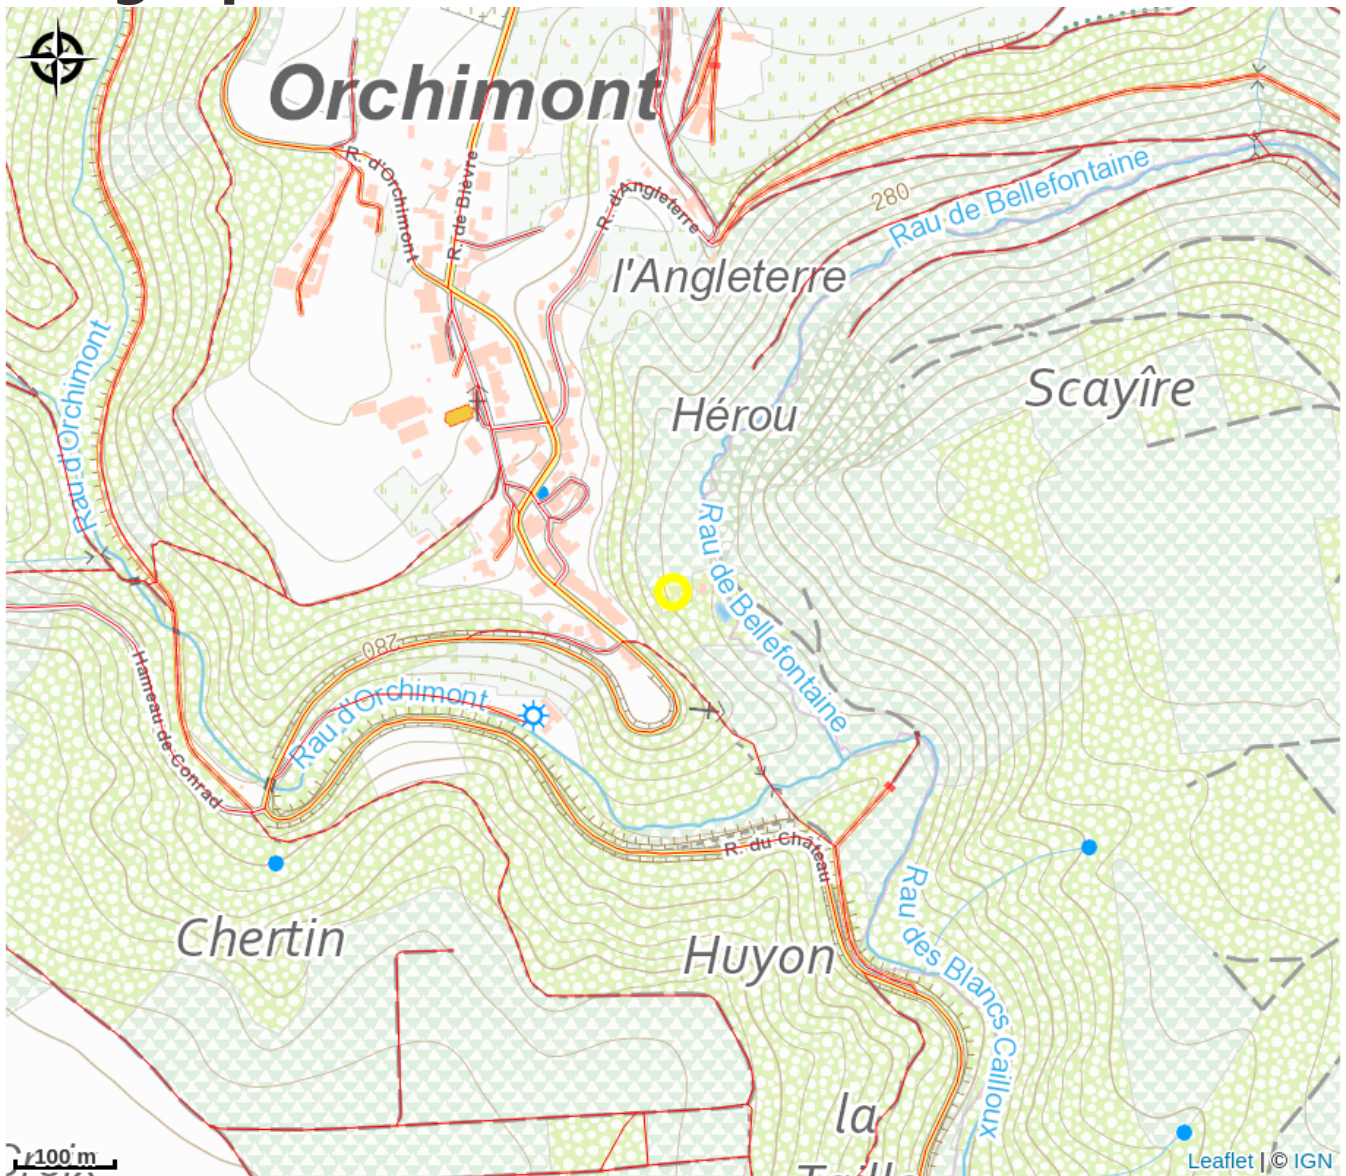 Orchimont
R. d'Orchimont
R. de Bièvre
R. d'Angleterre
Rau de Bellefontaine
280
l'Angleterre
Rau d'Orchimont
Scayîre
Hérou
Rau de Bellefontaine
280
Hameau de Conrad
Rau d'Orchimont
R. du Château
Chertin
Huyon
Rau des Blancs Cailloux
la
100 m
Leaflet | © IGN